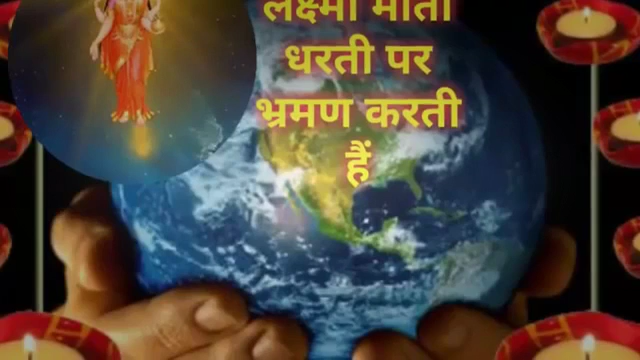 लक्ष्मी माता
धरती पर
भ्रमण करती
हैं